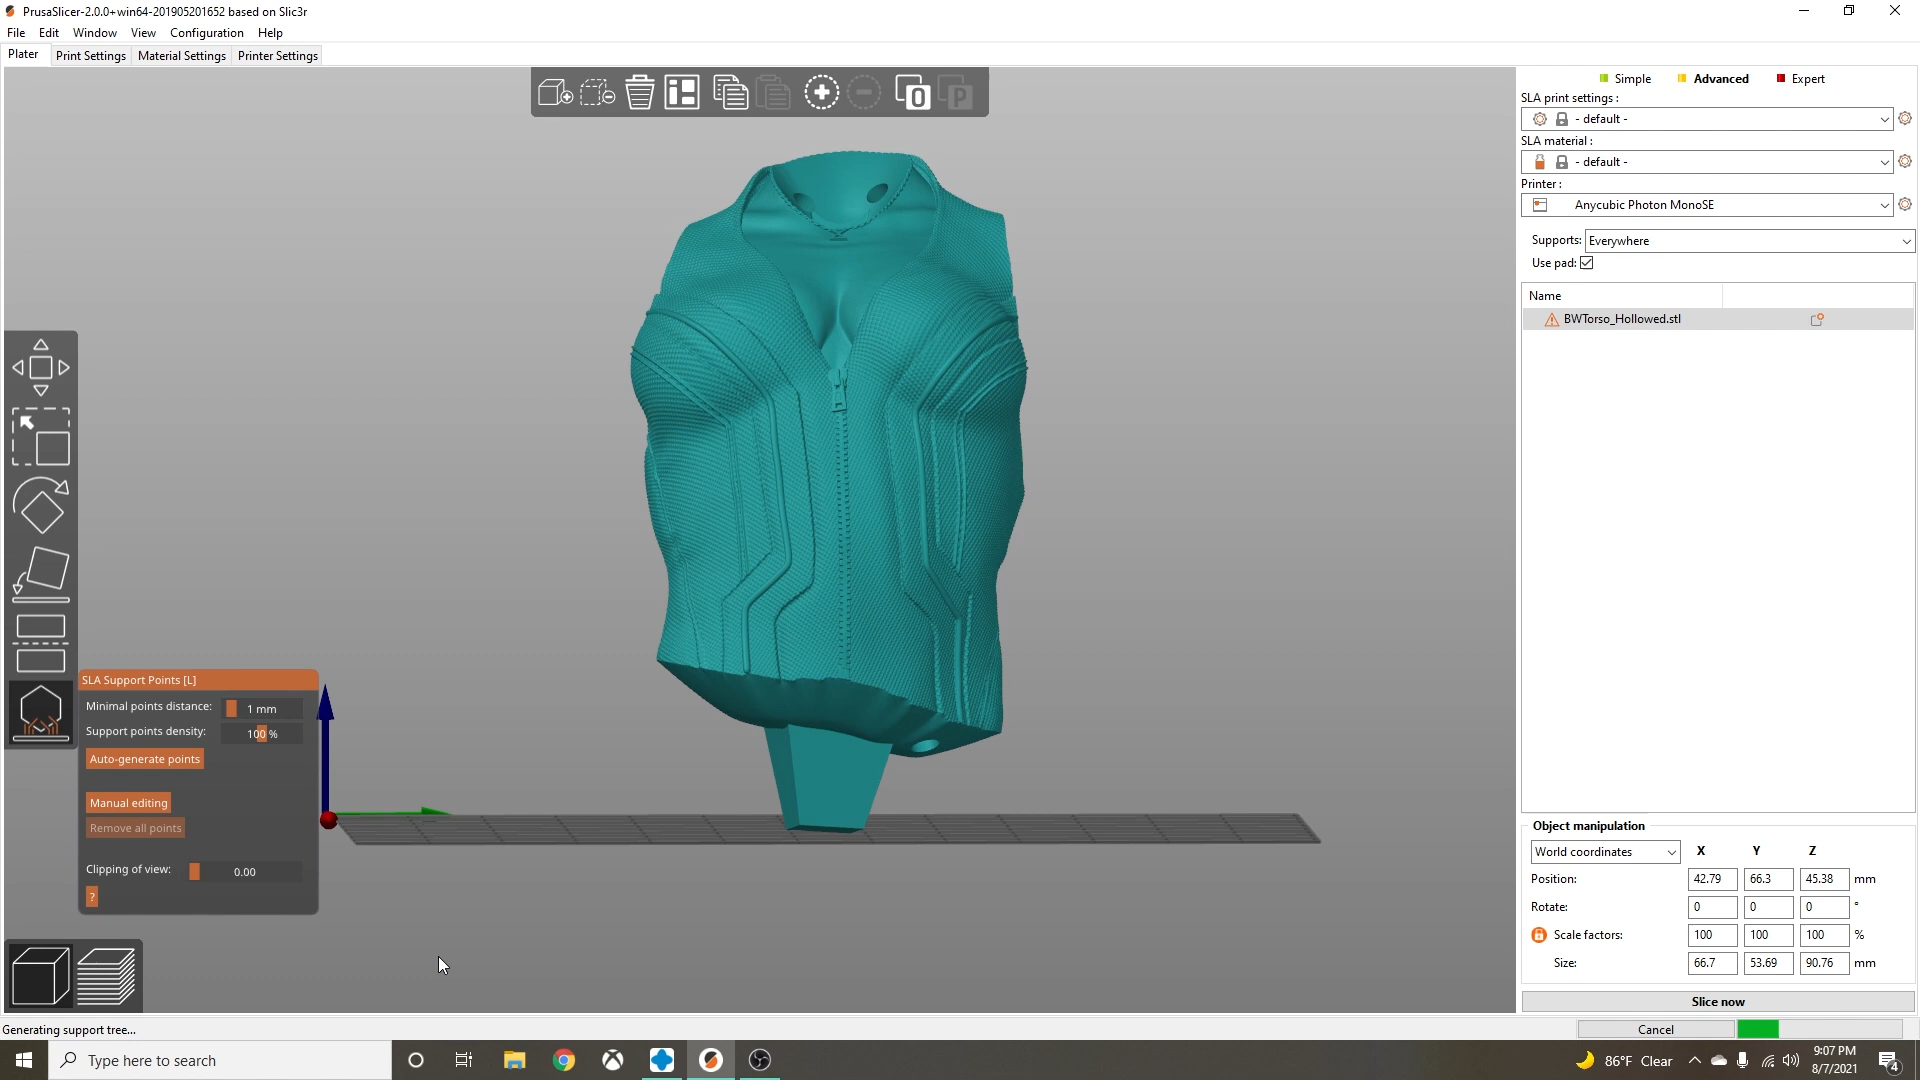 PrusaSlicer-2.0.0+win64-201905201652 based on Slic3r
File Edit Window View Configuration Help
Plater Print Settings Material Settings Printer Settings
O P
Simple Advanced Expert
SLA print settings :
- default -
SLA material :
- default -
Printer :
Anycubic Photon MonoSE
Supports: Everywhere
Use pad:
Name
BWTorso_Hollowed.stl
SLA Support Points [L]
Minimal points distance: 1 mm
Support points density: 100 %
Auto-generate points
Manual editing
Remove all points
Clipping of view: 0.00
?
Object manipulation
World coordinates X Y Z
Position: 42.79 66.3 45.38 mm
Rotate: 0 0 0 °
Scale factors: 100 100 100 %
Size: 66.7 53.69 90.76 mm
Slice now
Generating support tree... Cancel
Type here to search
86°F Clear
9:07 PM
8/7/2021
4